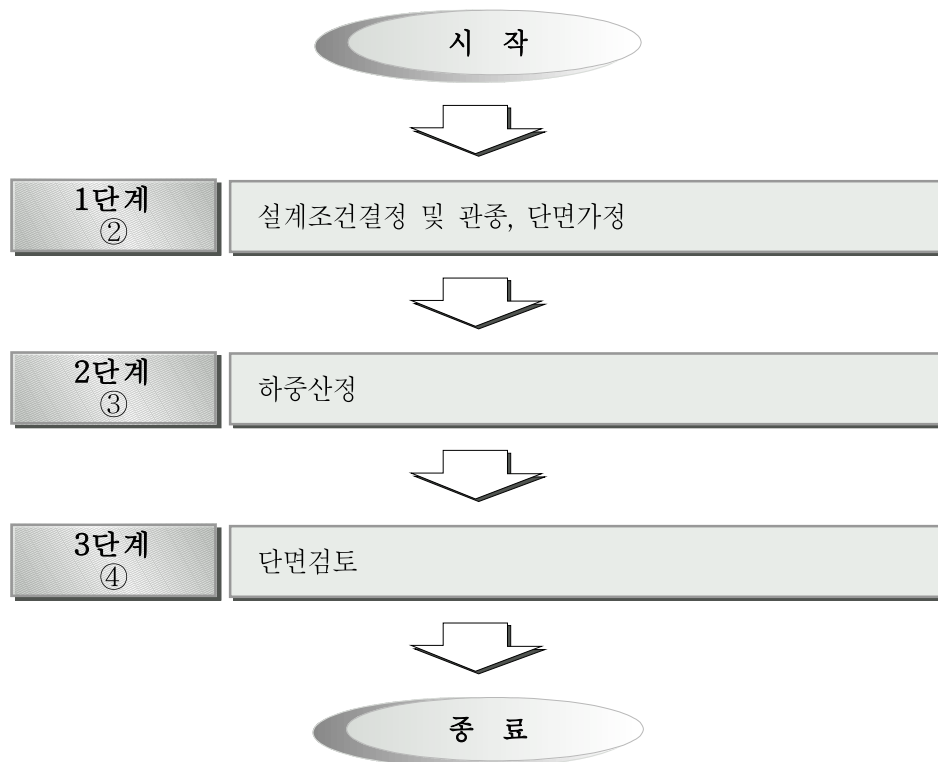 시 작
1단계
②
설계조건결정 및 관종, 단면가정
2단계
③
하중산정
3단계
④
단면검토
종 료